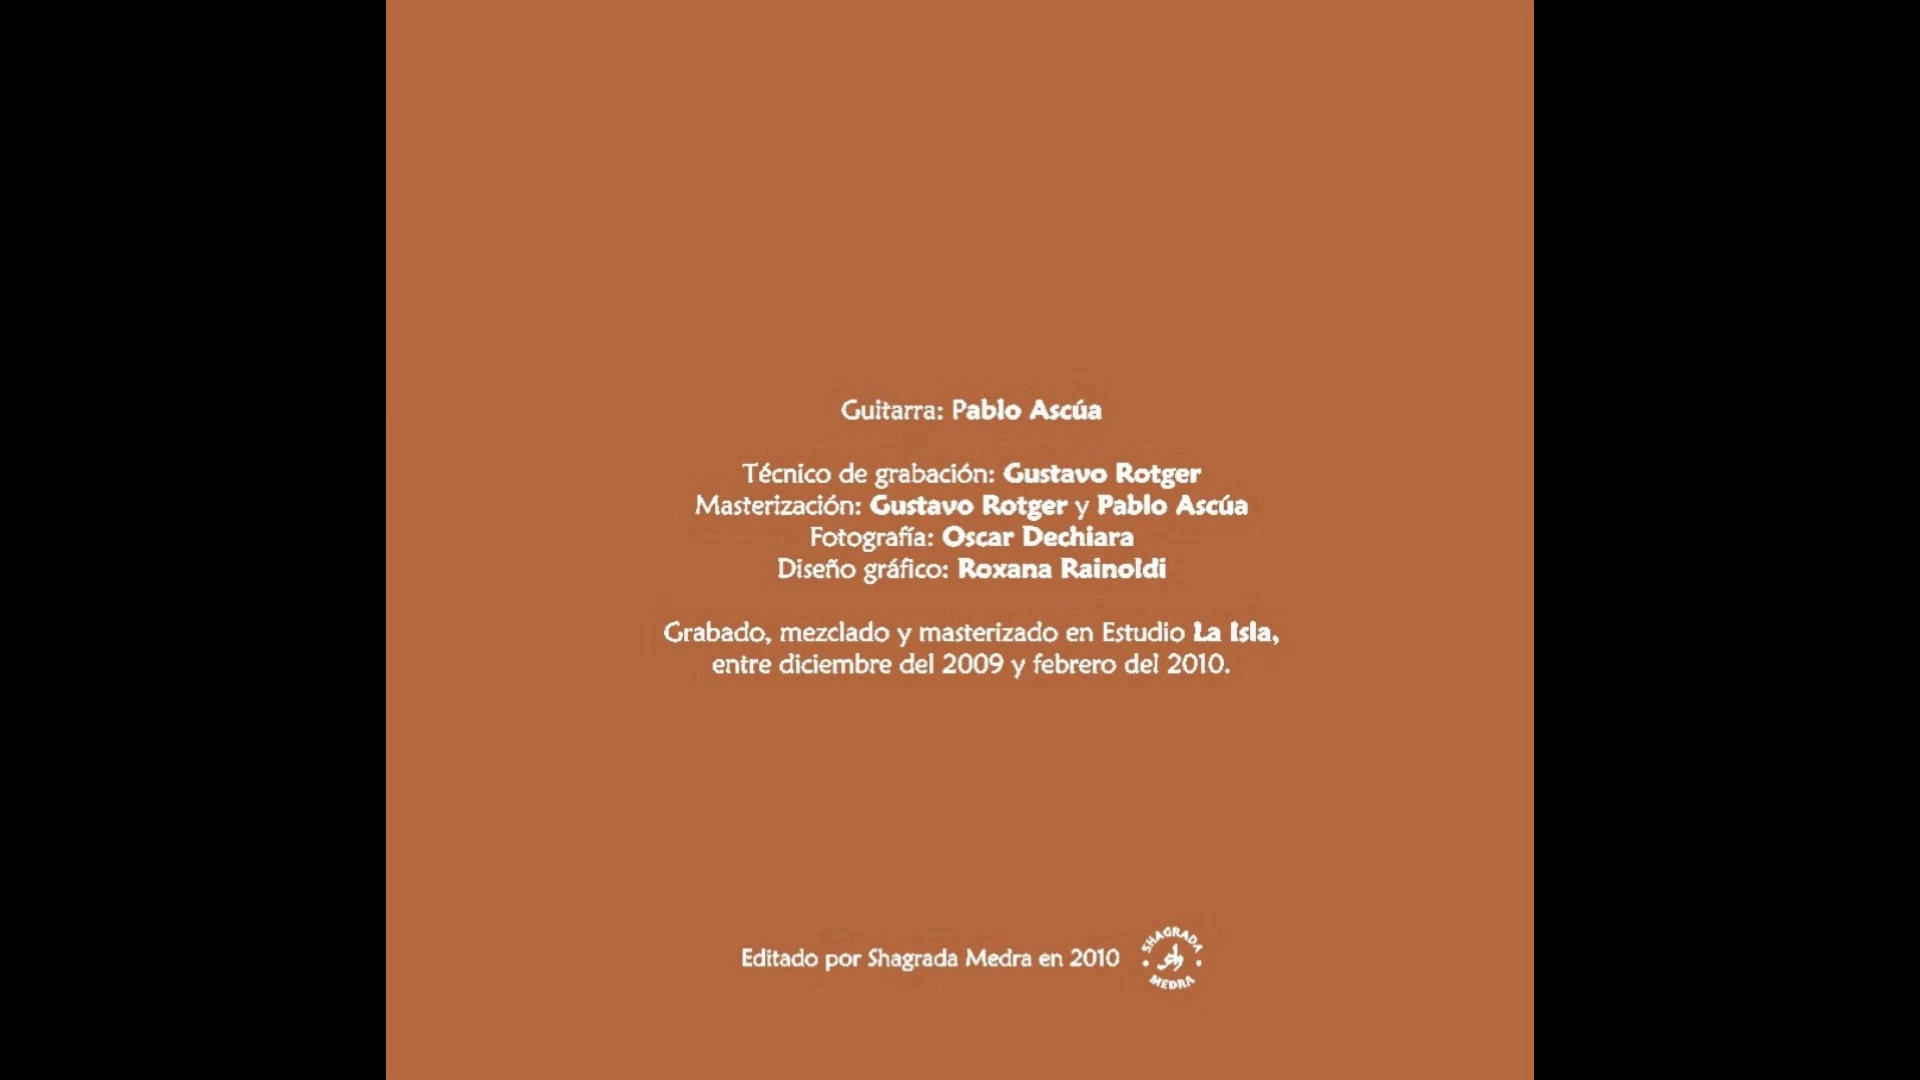 Guitarra: Pablo Ascúa
Técnico de grabación: Gustavo Rotger
Masterización: Gustavo Rotger y Pablo Ascúa
Fotografía: Oscar Dechiara
Diseño gráfico: Roxana Rainoldi
Grabado, mezclado y masterizado en Estudio La Isla,
entre diciembre del 2009 y febrero del 2010.
Editado por Shagrada Medra en 2010
SHAGRADA
MEDRA